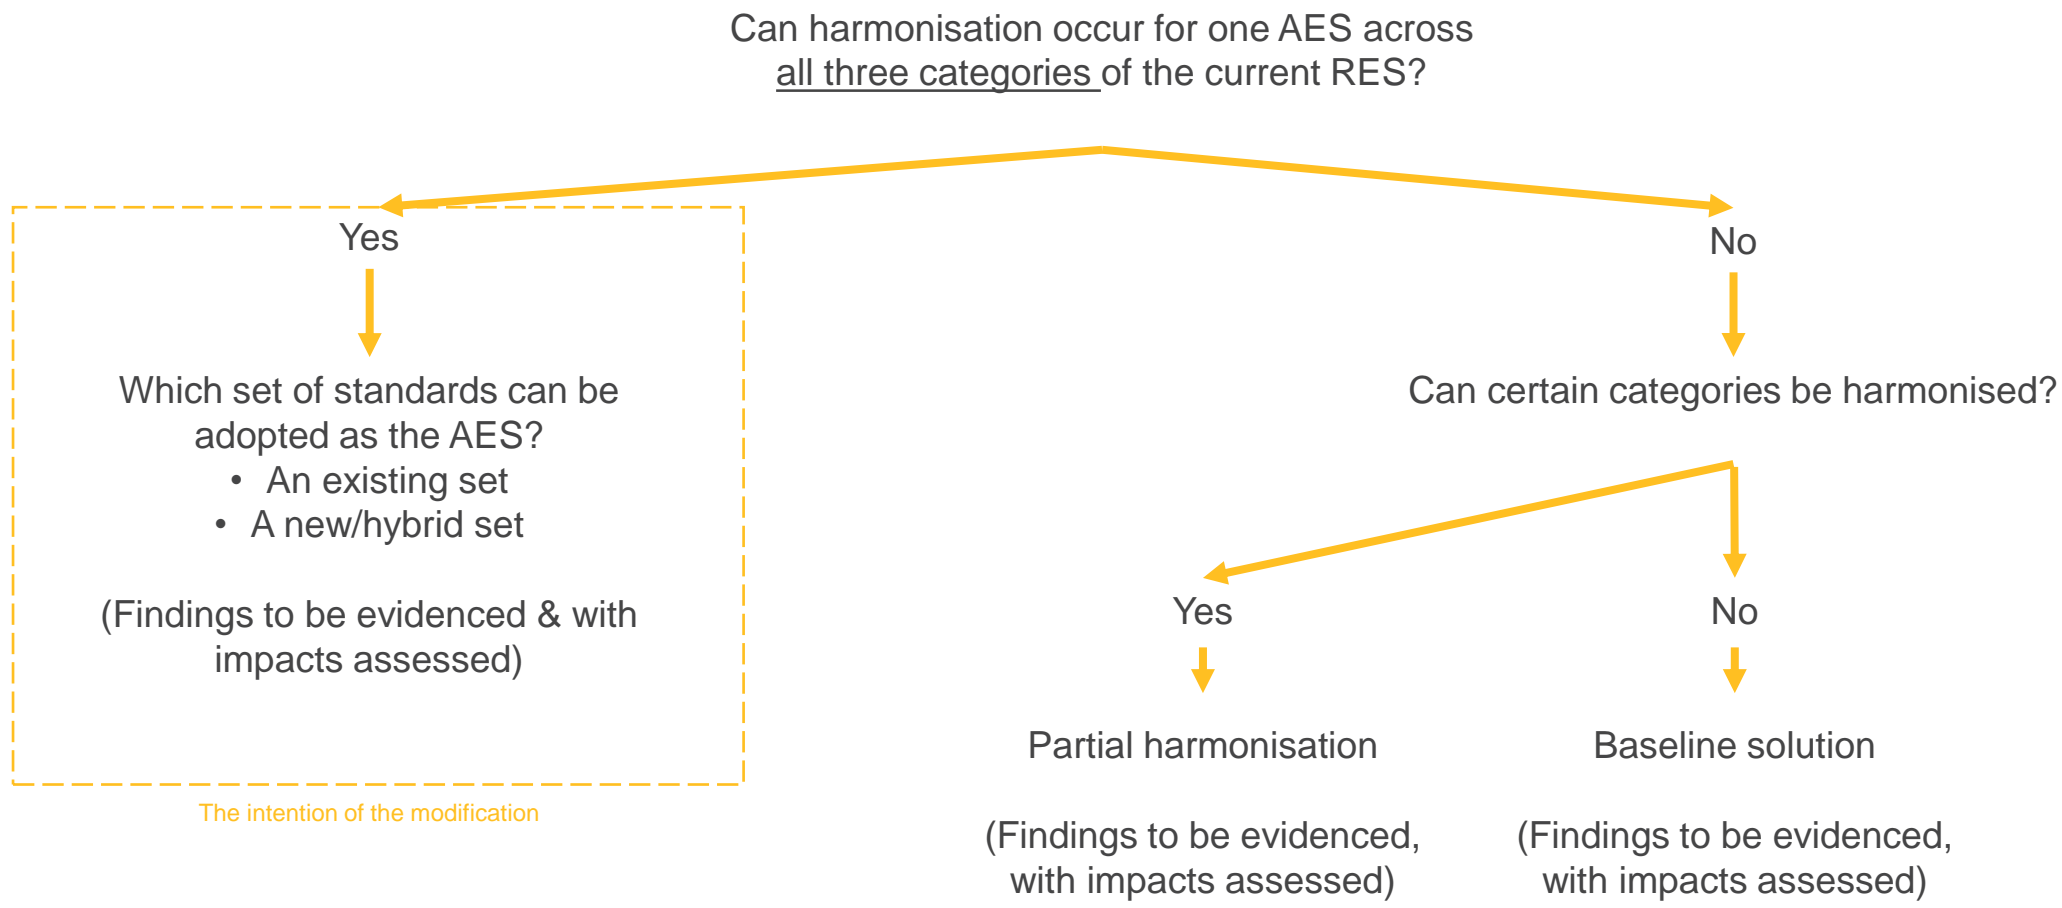 Can harmonisation occur for one AES across
all three categories of the current RES?
Yes
No
Which set of standards can be
adopted as the AES?
• An existing set
• A new/hybrid set
(Findings to be evidenced & with
impacts assessed)
The intention of the modification
Can certain categories be harmonised?
Yes
No
Partial harmonisation
(Findings to be evidenced,
with impacts assessed)
Baseline solution
(Findings to be evidenced,
with impacts assessed)